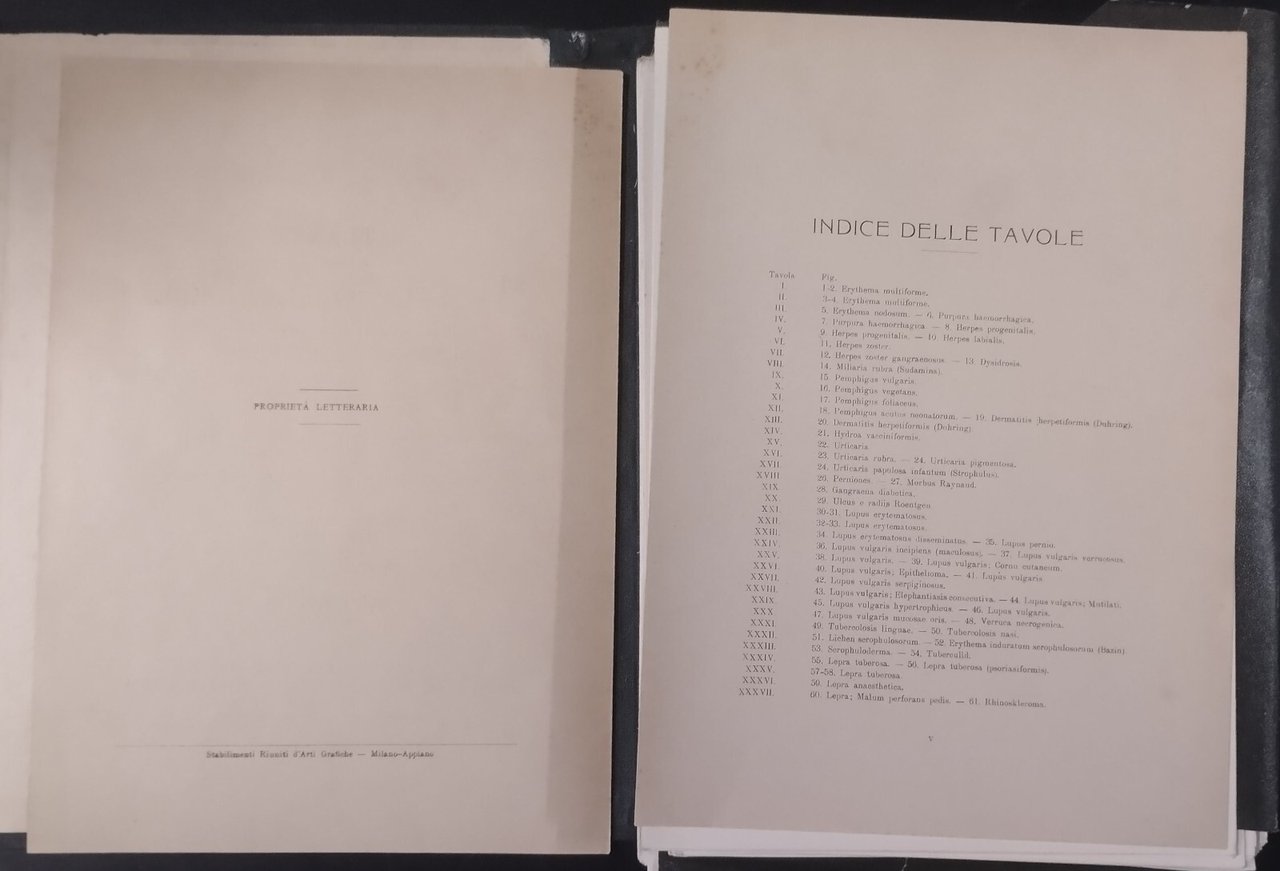 PROPRIETÀ LETTERARIA
Stabilimenti Riuniti d'Arti Grafiche — Milano-Appiano
INDICE DELLE TAVOLE
Tavola Fig.
I. 1-2. Erythema multiforme.
II. 3-4. Erythema multiforme.
III. 5. Erythema nodosum. — 6. Purpura haemorrhagica.
IV. 7. Purpura haemorrhagica — 8. Herpes progenitalis.
V. 9. Herpes progenitalis. — 10. Herpes labialis.
VI. 11. Herpes zoster.
VII. 12. Herpes zoster gangraenosus. — 13. Dysidrosis.
VIII. 14. Miliaria rubra (Sudamina).
IX. 15. Pemphigus vulgaris.
X. 16. Pemphigus vegetans.
XI. 17. Pemphigus foliaceus.
XII. 18. Pemphigus acutus neonatorum. — 19. Dermatitis herpetiformis (Duhring).
XIII. 20. Dermatitis herpetiformis (Duhring).
XIV. 21. Hydroa vacciniformis.
XV. 22. Urticaria
XVI. 23. Urticaria rubra. — 24. Urticaria pigmentosa.
XVII. 24. Urticaria papulosa infantum (Strophulus).
XVIII 26. Perniones. — 27. Morbus Raynaud.
XIX. 28. Gangraena diabetica.
XX. 29. Ulcus e radiis Roentgen
XXI. 30-31. Lupus erytematosus.
XXII. 32-33. Lupus erytematosus.
XXIII. 34. Lupus erytematosus disseminatus. — 35. Lupus pernio.
XXIV. 36. Lupus vulgaris incipiens (maculosus). — 37. Lupus vulgaris verrucosus.
XXV. 38. Lupus vulgaris. — 39. Lupus vulgaris; Cornu cutaneum.
XXVI. 40. Lupus vulgaris; Epithelioma. — 41. Lupus vulgaris
XXVII. 42. Lupus vulgaris serpiginosus.
XXVIII. 43. Lupus vulgaris; Elephantiasis consecutiva. — 44. Lupus vulgaris; Mutilati.
XXIX. 45. Lupus vulgaris hypertrophicus. — 46. Lupus vulgaris.
XXX. 47. Lupus vulgaris mucosae oris. — 48. Verruca necrogenica.
XXXI. 49. Tubercolosis linguae. — 50. Tubercolosis nasi.
XXXII. 51. Lichen scrophulosorum. — 52. Erythema induratum scrophulosorum (Bazin)
XXXIII. 53. Scrophuloderma. — 54. Tuberculid.
XXXIV. 55. Lepra tuberosa. — 56. Lepra tuberosa (psoriasiformis).
XXXV. 57-58. Lepra tuberosa
XXXVI. 59. Lepra anaesthetica.
XXXVII. 60. Lepra; Malum perforans pedis. — 61. Rhinoskleroma.
V